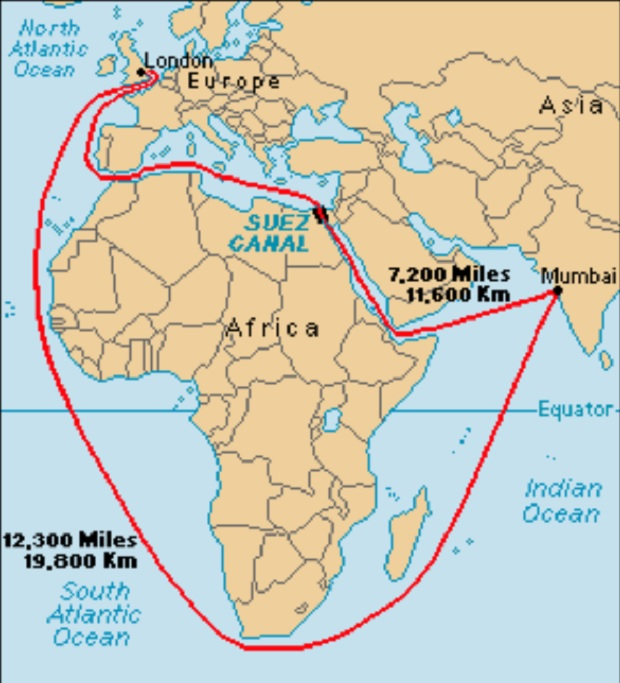 North
Atlantic
Ocean
London
Europe
Asia
SUEZ
CANAL
7,200 Miles
11,600 Km
Mumbai
Africa
Equator
Indian
Ocean
12,300 Miles
19,800 Km
South
Atlantic
Ocean